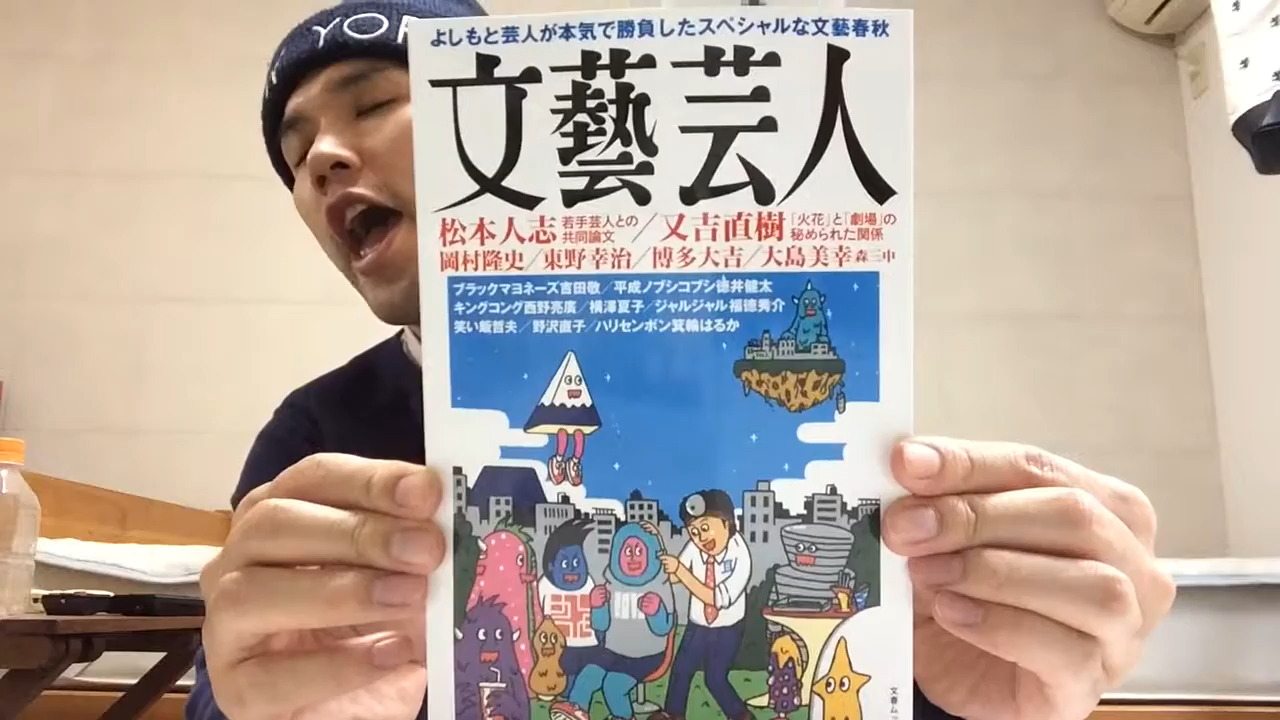 YOR
よしもと芸人が本気で勝負したスペシャルな文藝春秋
文藝芸人
松本人志 若手芸人との共同論文／又吉直樹 「火花」と「劇場」の秘められた関係
岡村隆史／東野幸治／博多大吉／大島美幸 森三中
ブラックマヨネーズ吉田敬／平成ノブシコブシ徳井健太
キングコング西野亮廣／横澤夏子／ジャルジャル福徳秀介
笑い飯哲夫／野沢直子／ハリセンボン箕輪はるか
文春ム